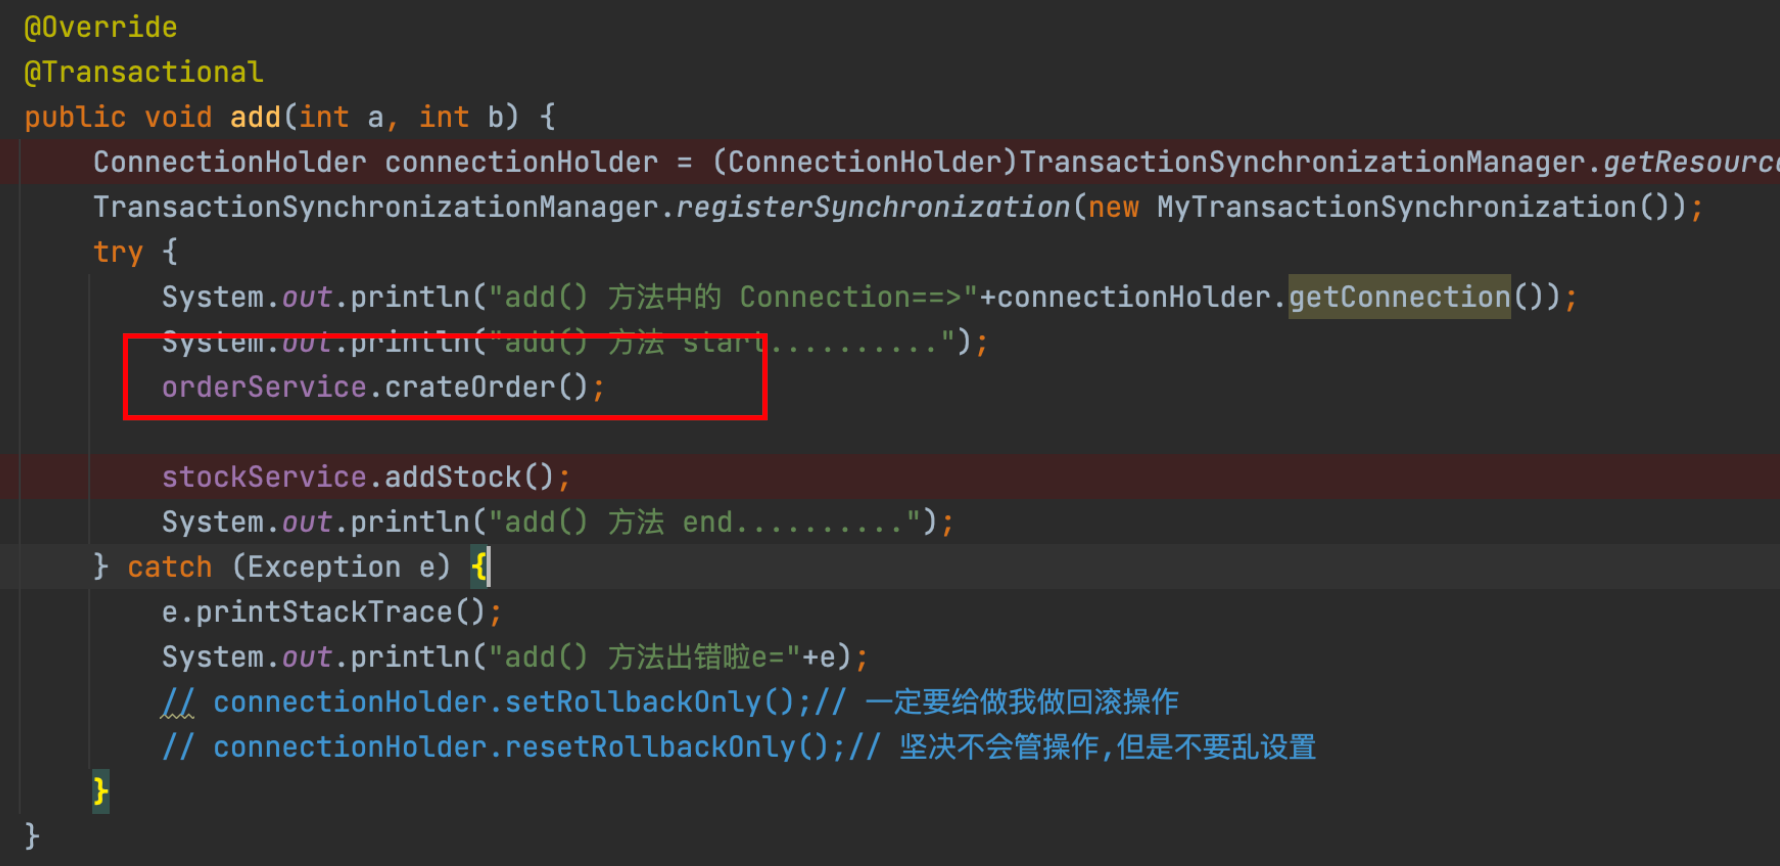 @Override
@Transactional
public void add(int a, int b) {
ConnectionHolder connectionHolder = (ConnectionHolder)TransactionSynchronizationManager.getResource
TransactionSynchronizationManager.registerSynchronization(new MyTransactionSynchronization());
try {
System.out.println("add() 方法中的 Connection==>"+connectionHolder.getConnection());
System.out.println("add() 方法 start..........");
orderService.crateOrder();
stockService.addStock();
System.out.println("add() 方法 end..........");
} catch (Exception e) {
e.printStackTrace();
System.out.println("add() 方法出错啦e="+e);
// connectionHolder.setRollbackOnly();// 一定要给做我做回滚操作
// connectionHolder.resetRollbackOnly();// 坚决不会管操作,但是不要乱设置
}
}